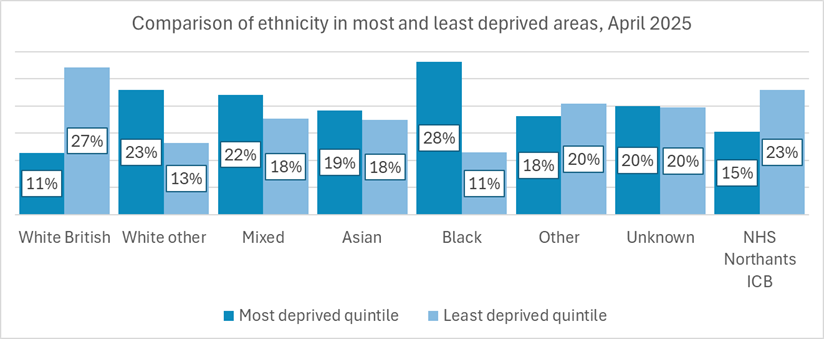 Comparison of ethnicity in most and least deprived areas, April 2025
11% 27% 23% 13% 22% 18% 19% 18% 28% 11% 18% 20% 20% 20% 15% 23%
White British White other Mixed Asian Black Other Unknown NHS
Northants
ICB
Most deprived quintile Least deprived quintile